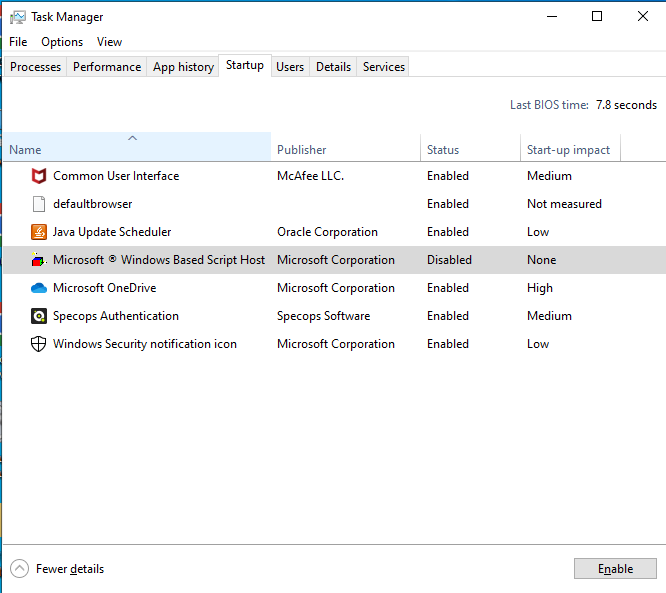 Task Manager
File Options View
Processes Performance App history Startup Users Details Services
Last BIOS time: 7.8 seconds
Name Publisher Status Start-up impact
Common User Interface McAfee LLC. Enabled Medium
defaultbrowser Enabled Not measured
Java Update Scheduler Oracle Corporation Enabled Low
Microsoft ® Windows Based Script Host Microsoft Corporation Disabled None
Microsoft OneDrive Microsoft Corporation Enabled High
Specops Authentication Specops Software Enabled Medium
Windows Security notification icon Microsoft Corporation Enabled Low
Fewer details Enable